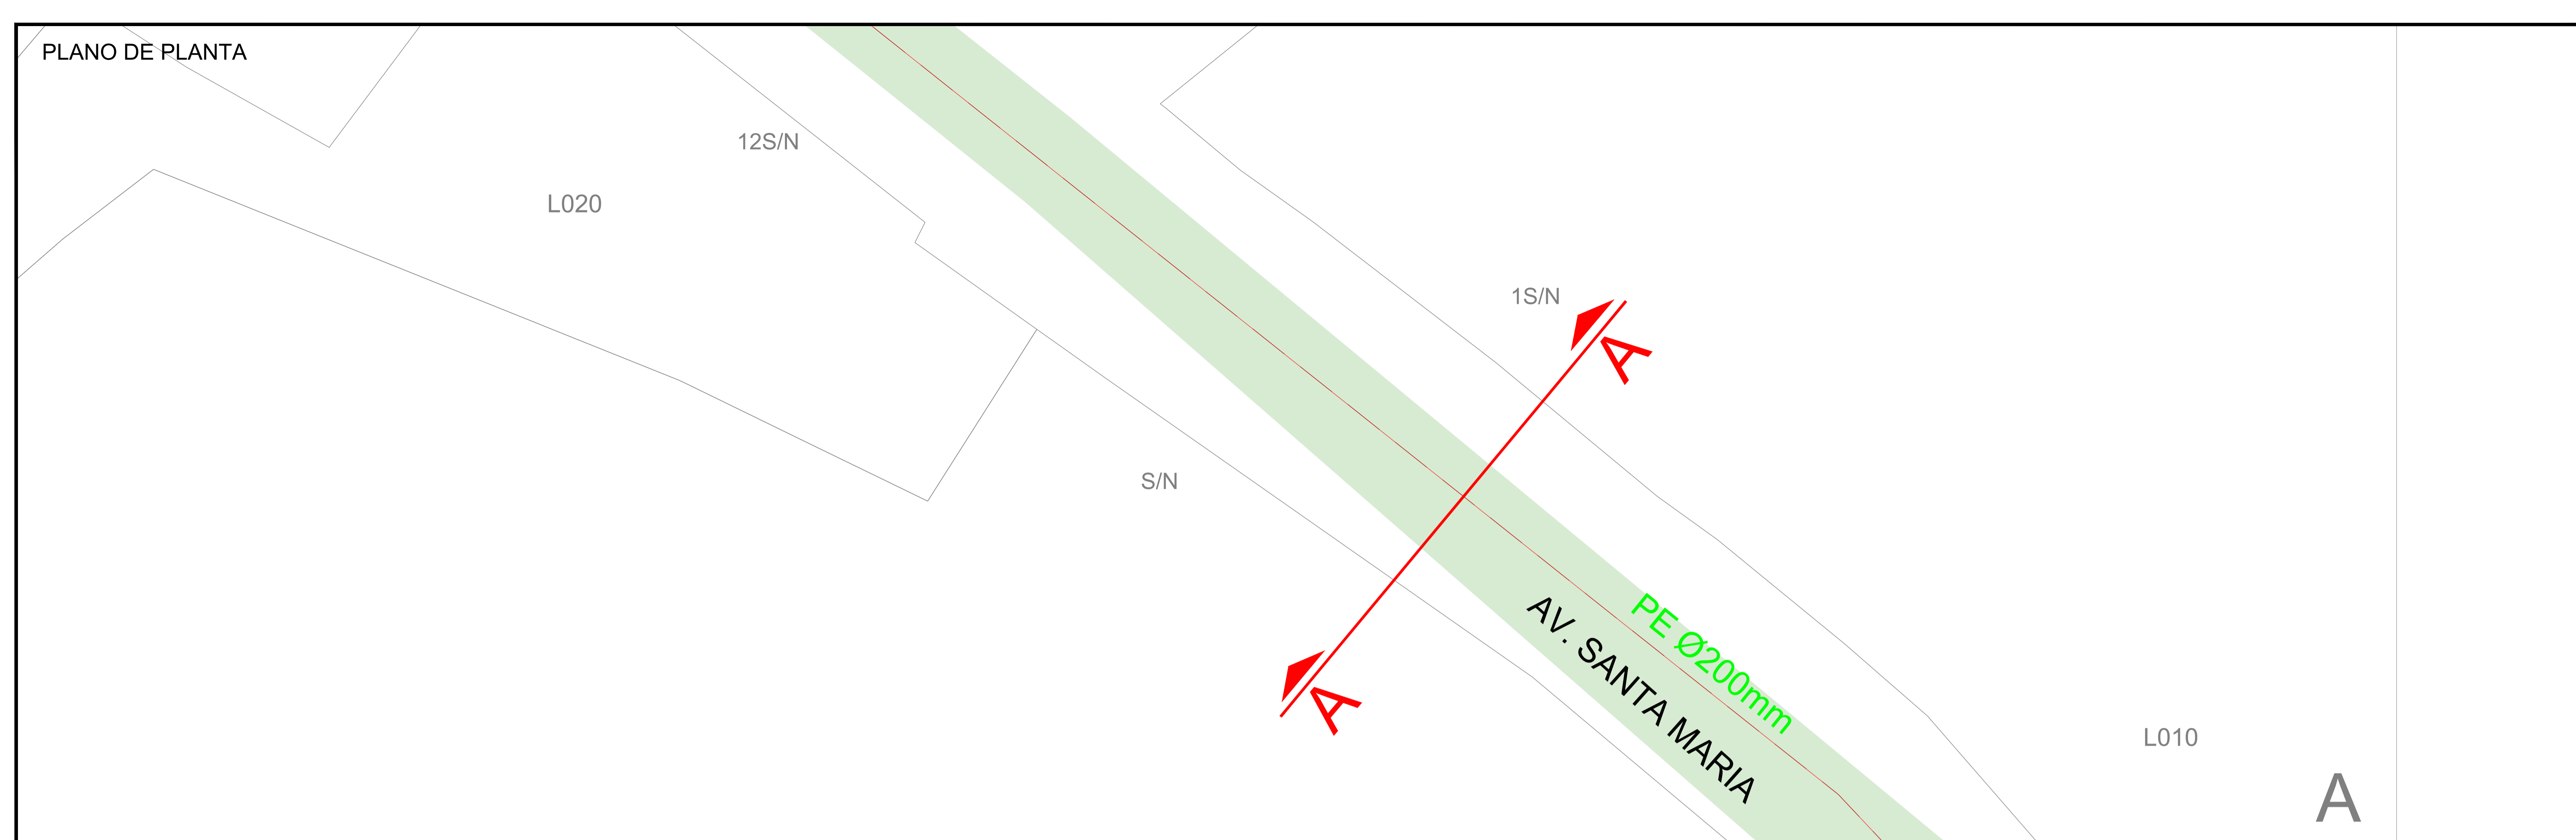 PLANO DE PLANTA
12S/N
L020
1S/N
A
S/N
A
PE Ø200mm
AV. SANTA MARIA
L010
A